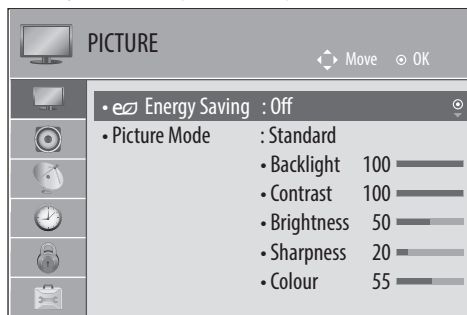 PICTURE
Move OK
• Energy Saving : Off
• Picture Mode : Standard
• Backlight 100
• Contrast 100
• Brightness 50
• Sharpness 20
• Colour 55